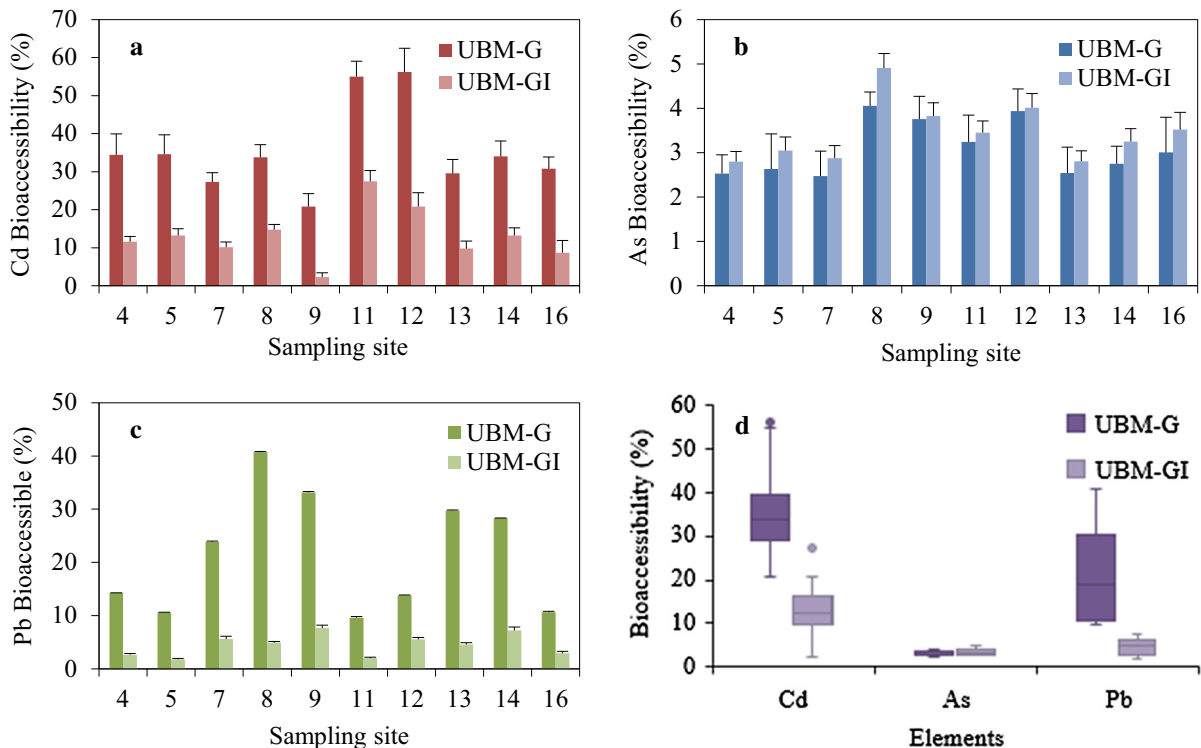 a
UBM-G
UBM-GI
Cd Bioaccessibility (%)
70
60
50
40
30
20
10
0
4 5 7 8 9 11 12 13 14 16
Sampling site
b
UBM-G
UBM-GI
As Bioaccesibility (%)
6
5
4
3
2
1
0
4 5 7 8 9 11 12 13 14 16
Sampling site
c
UBM-G
UBM-GI
Pb Bioaccessible (%)
50
40
30
20
10
0
4 5 7 8 9 11 12 13 14 16
Sampling site
d
UBM-G
UBM-GI
Bioaccessibility (%)
60
50
40
30
20
10
0
Cd As Pb
Elements